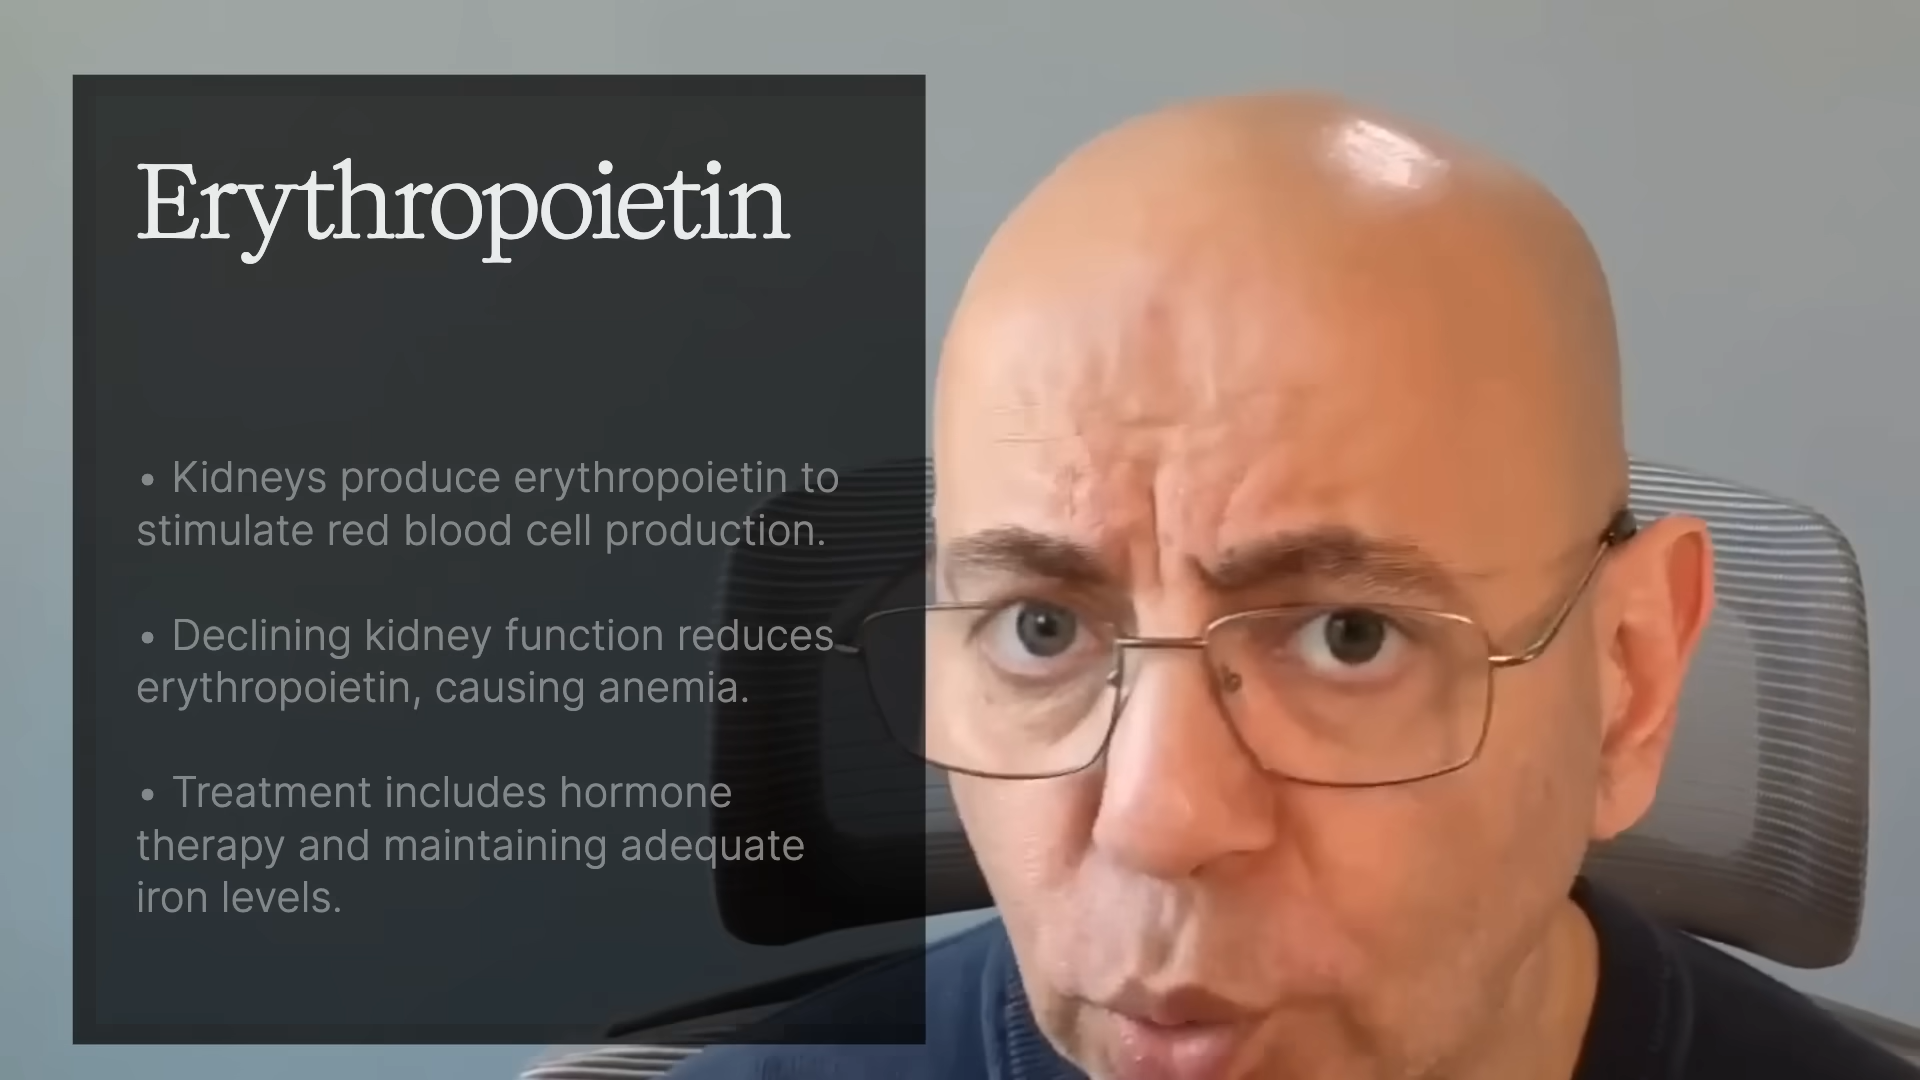 Erythropoietin
• Kidneys produce erythropoietin to
stimulate red blood cell production.
• Declining kidney function reduces
erythropoietin, causing anemia.
• Treatment includes hormone
therapy and maintaining adequate
iron levels.